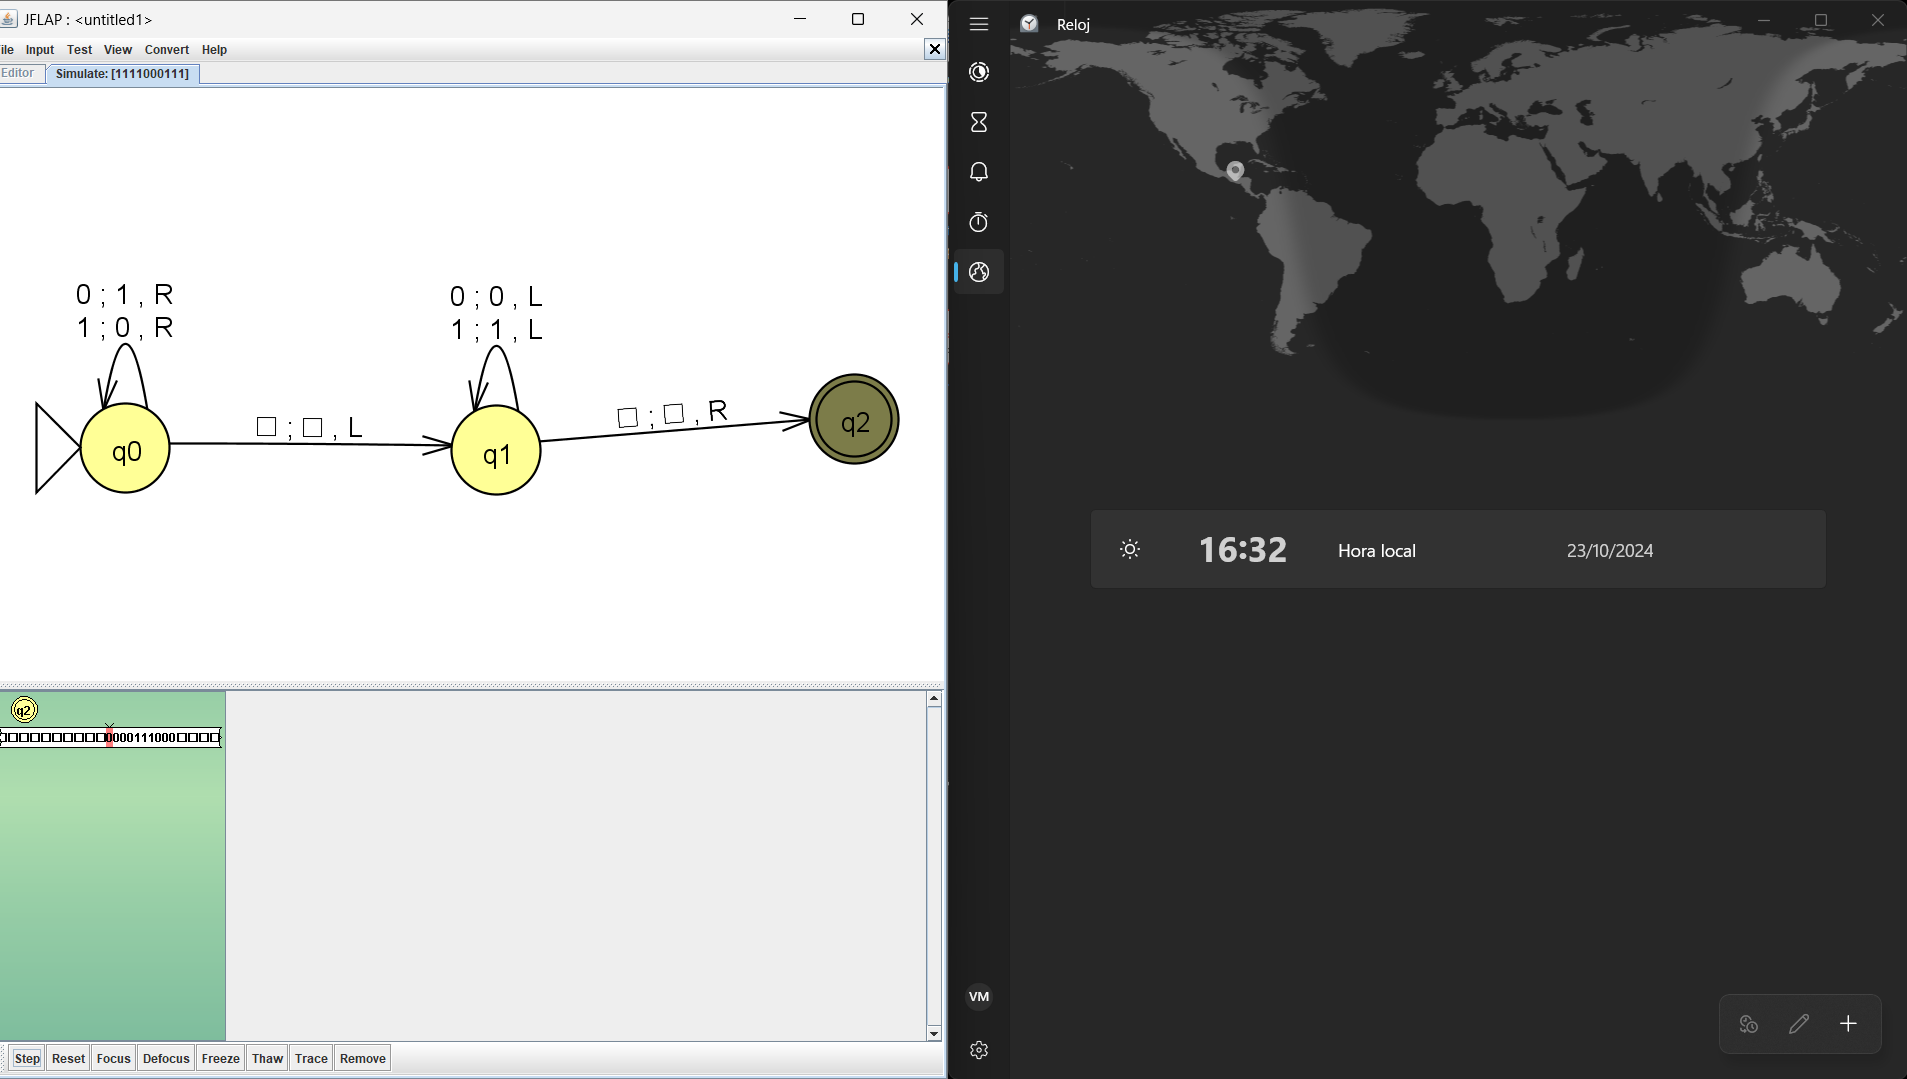 JFLAP : <untitled1>
ile Input Test View Convert Help
Editor Simulate: [1111000111]
0 ; 1 , R
1 ; 0 , R
0 ; 0 , L
1 ; 1 , L
□ ; □ , L
□ ; □ , R
q0
q1
q2
q2
□□□□□□□□□□0000111000□□□□
Step Reset Focus Defocus Freeze Thaw Trace Remove
Reloj
16:32 Hora local 23/10/2024
VM